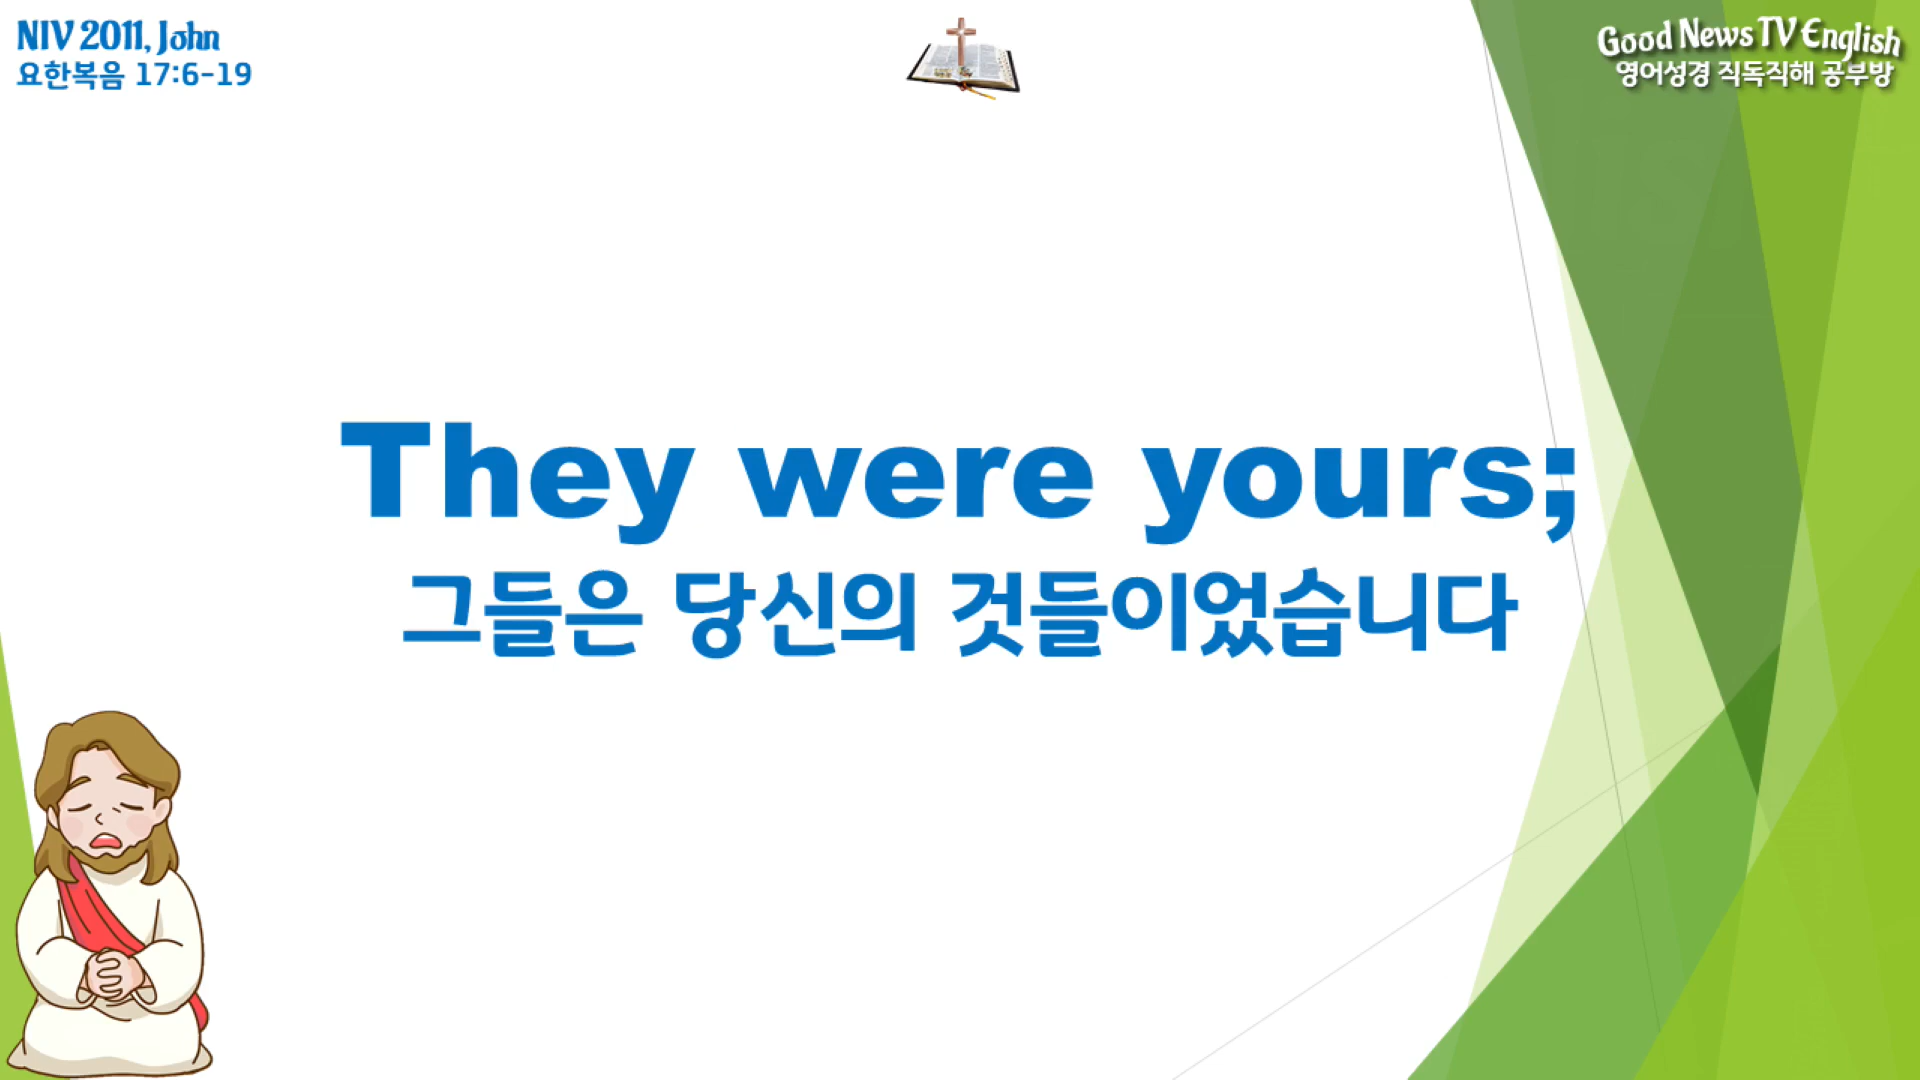 NIV 2011, John
요한복음 17:6-19
Good News TV English
영어성경 직독직해 공부방
They were yours;
그들은 당신의 것들이었습니다